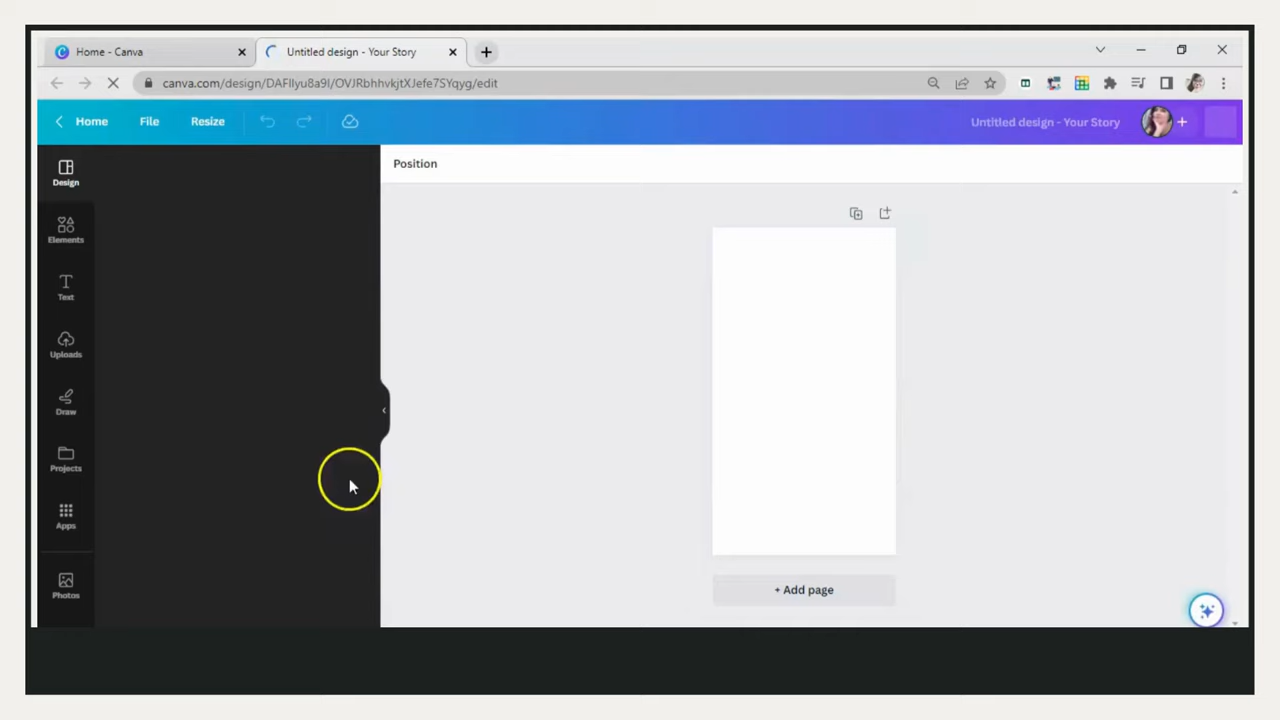 Home - Canva
Untitled design - Your Story
canva.com/design/DAFIlyu8a9I/OVJRbhhvkjtXJefe7SYqyg/edit
Home
File
Resize
Untitled design - Your Story
Position
Design
Elements
Text
Uploads
Draw
Projects
Apps
Photos
+ Add page